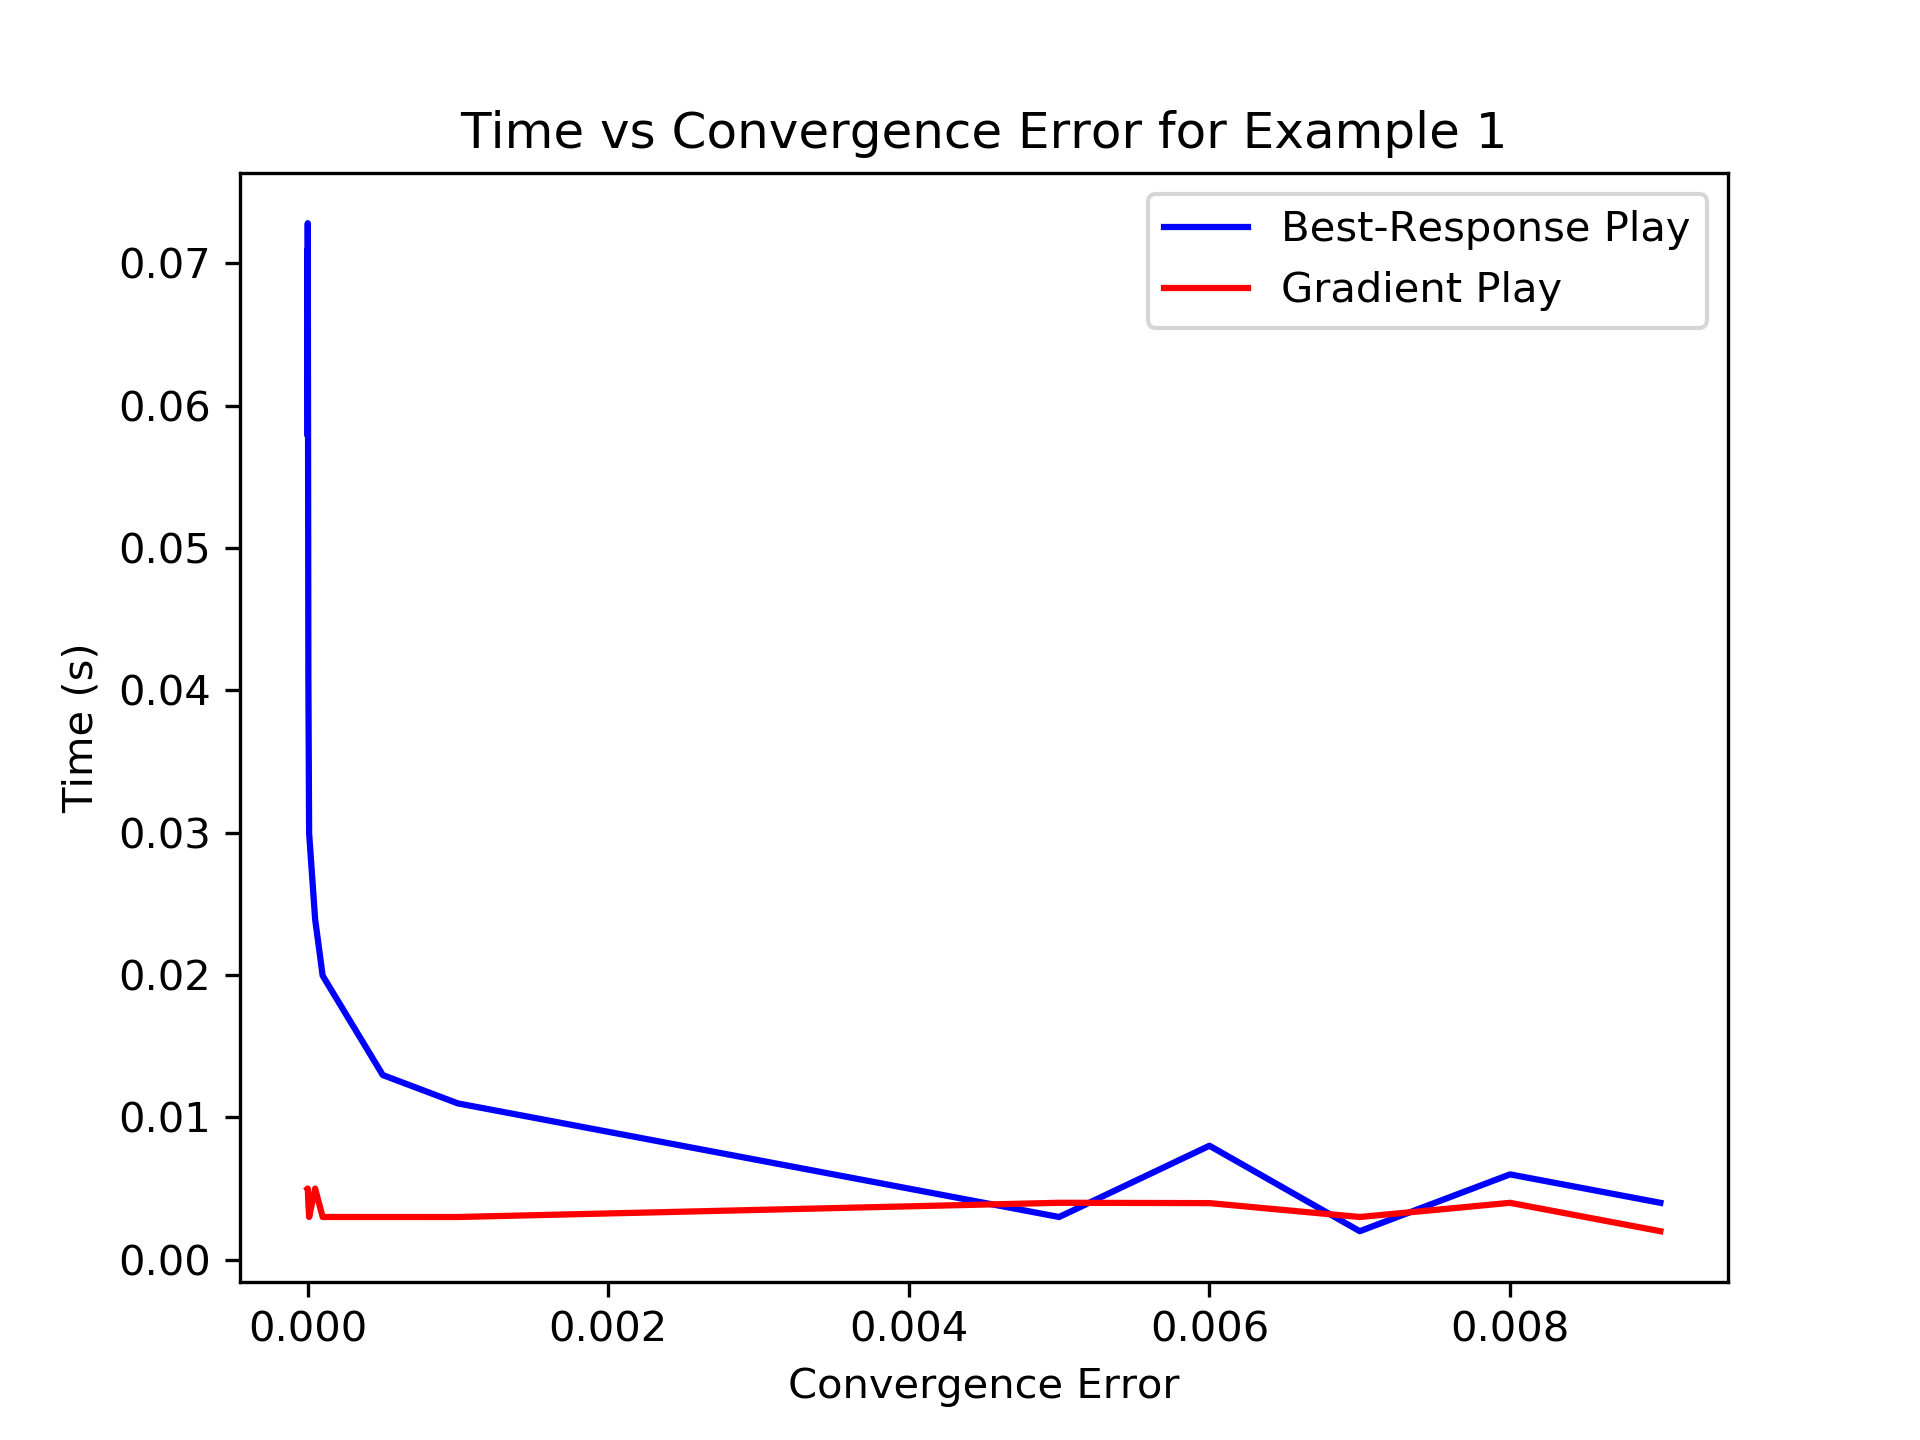 Time vs Convergence Error for Example 1
Best-Response Play
Gradient Play
0.07
0.06
0.05
0.04
0.03
0.02
0.01
0.00
Time (s)
0.000 0.002 0.004 0.006 0.008
Convergence Error